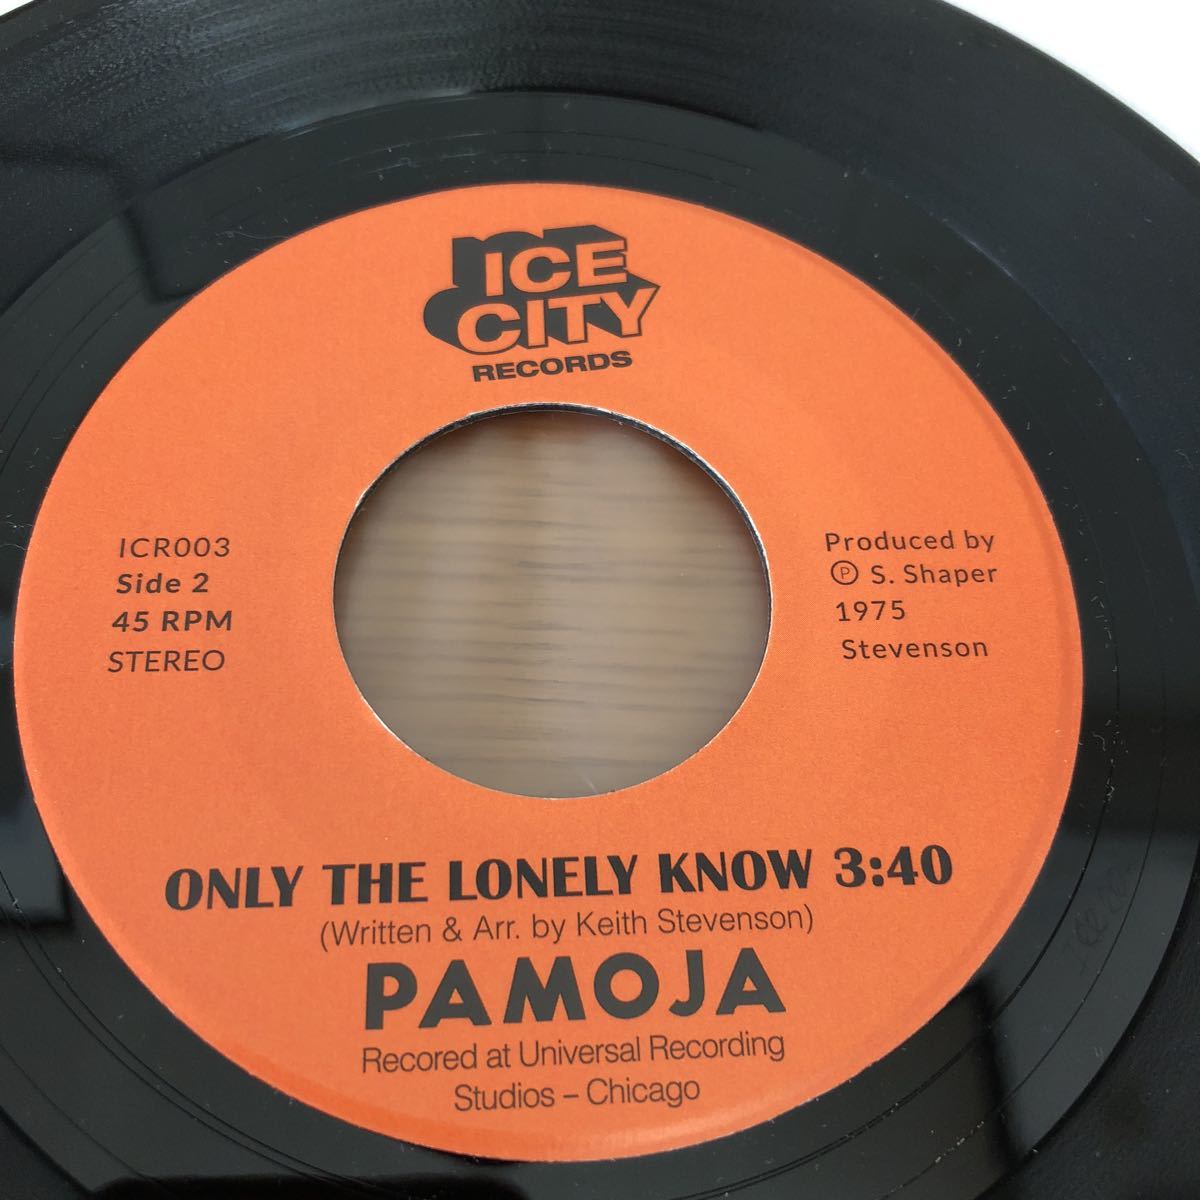 ICE
CITY
RECORDS
ICR003
Side 2
45 RPM
STEREO
Produced by
Ⓟ S. Shaper
1975
Stevenson
ONLY THE LONELY KNOW 3:40
(Written & Arr. by Keith Stevenson)
PAMOJA
Recored at Universal Recording
Studios – Chicago